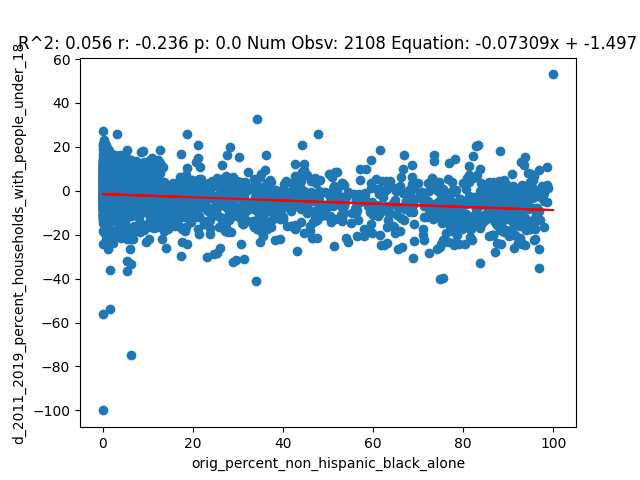 R^2: 0.056 r: -0.236 p: 0.0 Num Obsv: 2108 Equation: -0.07309x + -1.497
d_2011_2019_percent_households_with_people_under_18
60
40
20
0
−20
−40
−60
−80
−100
0 20 40 60 80 100
orig_percent_non_hispanic_black_alone